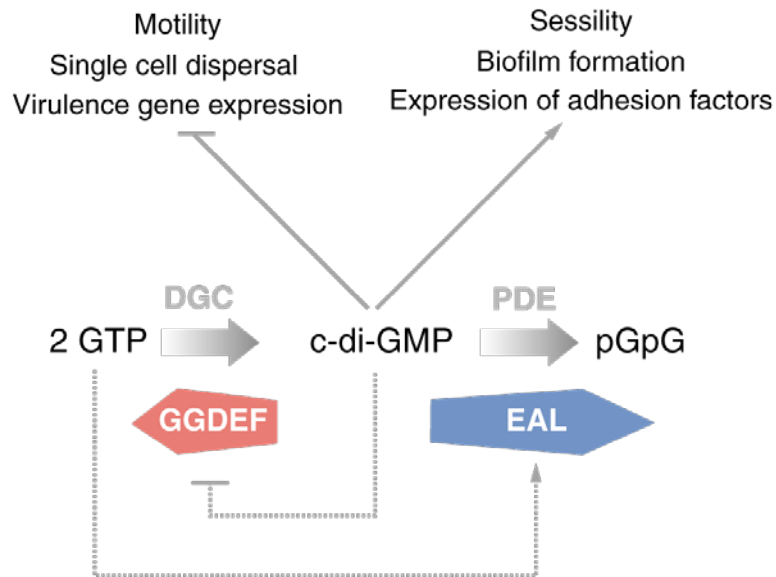 Motility
Single cell dispersal
Virulence gene expression
Sessility
Biofilm formation
Expression of adhesion factors
DGC
PDE
2 GTP
c-di-GMP
pGpG
GGDEF
EAL